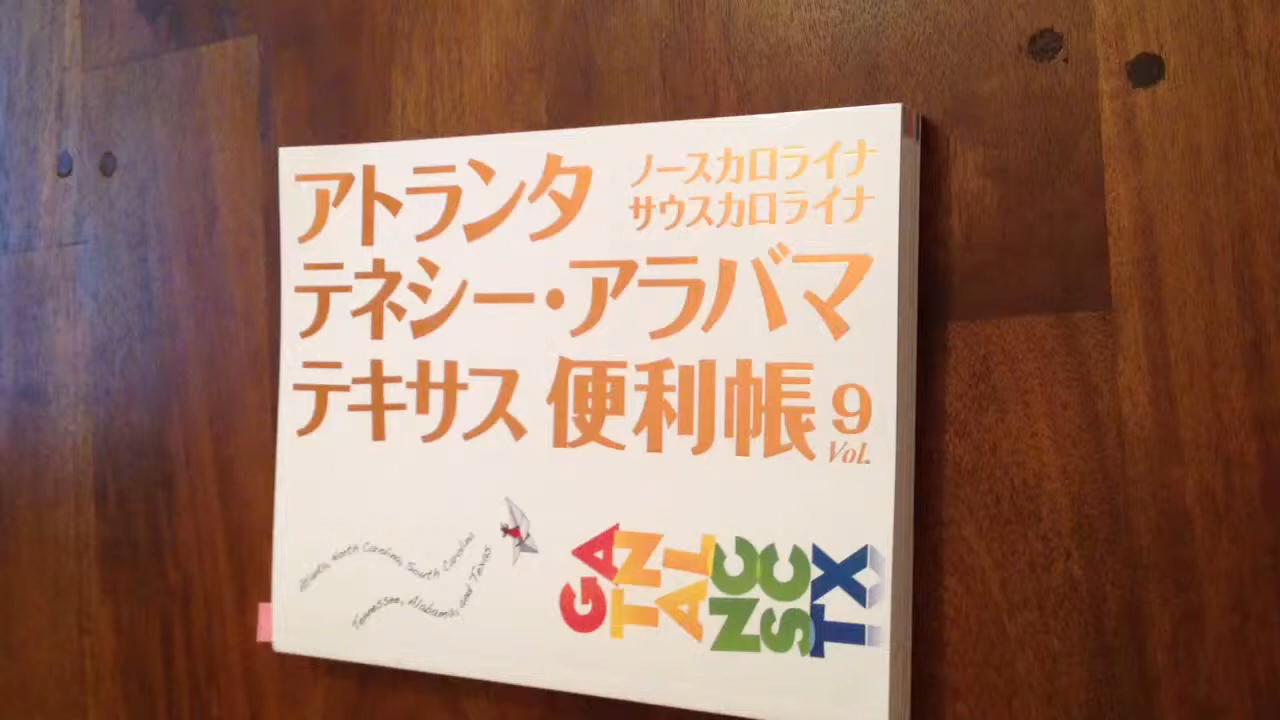 アトランタ
ノースカロライナ
サウスカロライナ
テネシー・アラバマ
テキサス 便利帳 9
Vol.
Atlanta, North Carolina, South Carolina
Tennessee, Alabama, and Texas
GA
TN
AL
NC
SC
TX